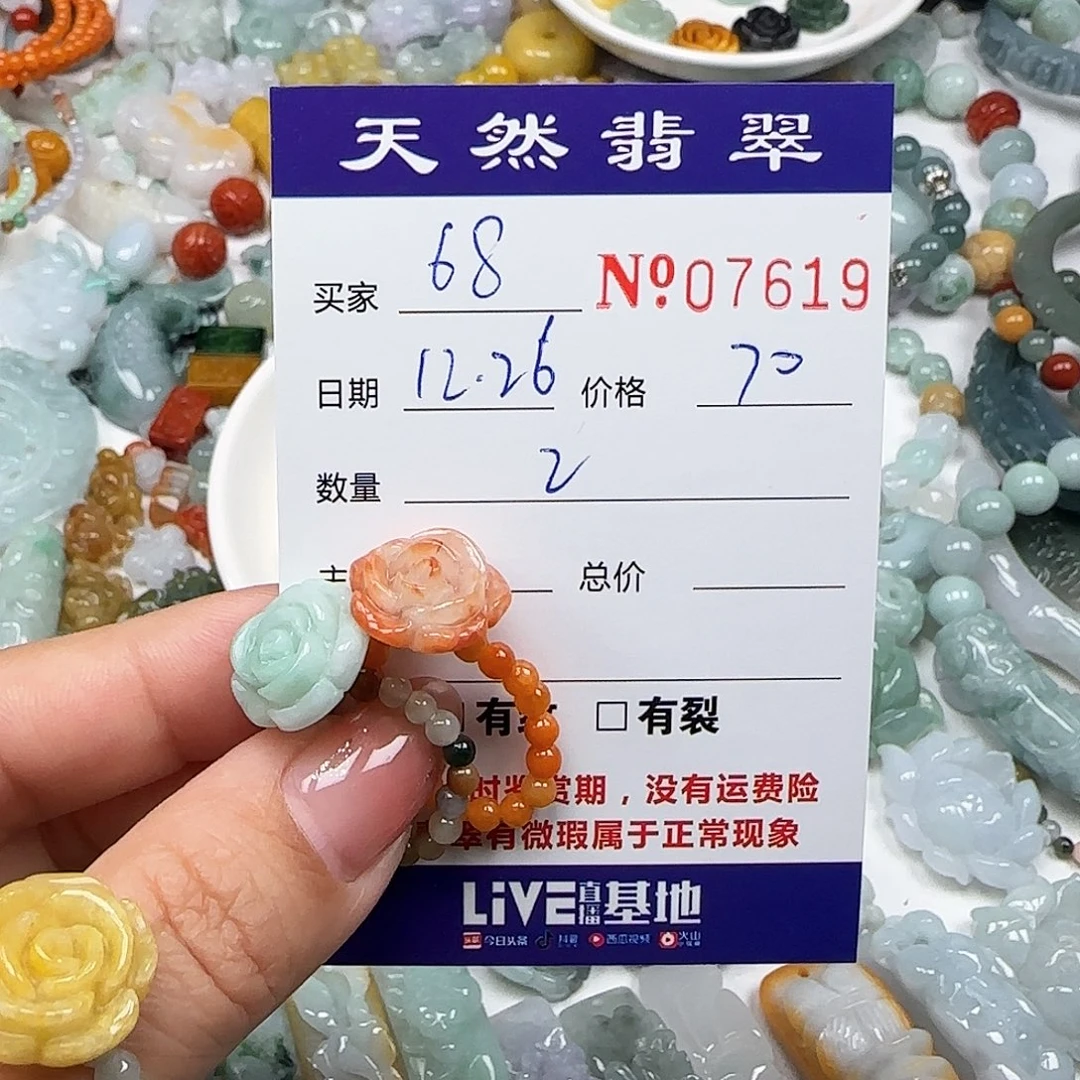 天然翡翠
买家 68 №07619
日期 12.26 价格 70
数量 2
总价
有 □有裂
赏期，没有运费险
有微瑕属于正常现象
LiVE直播基地
今日头条 抖音 西瓜视频 火山